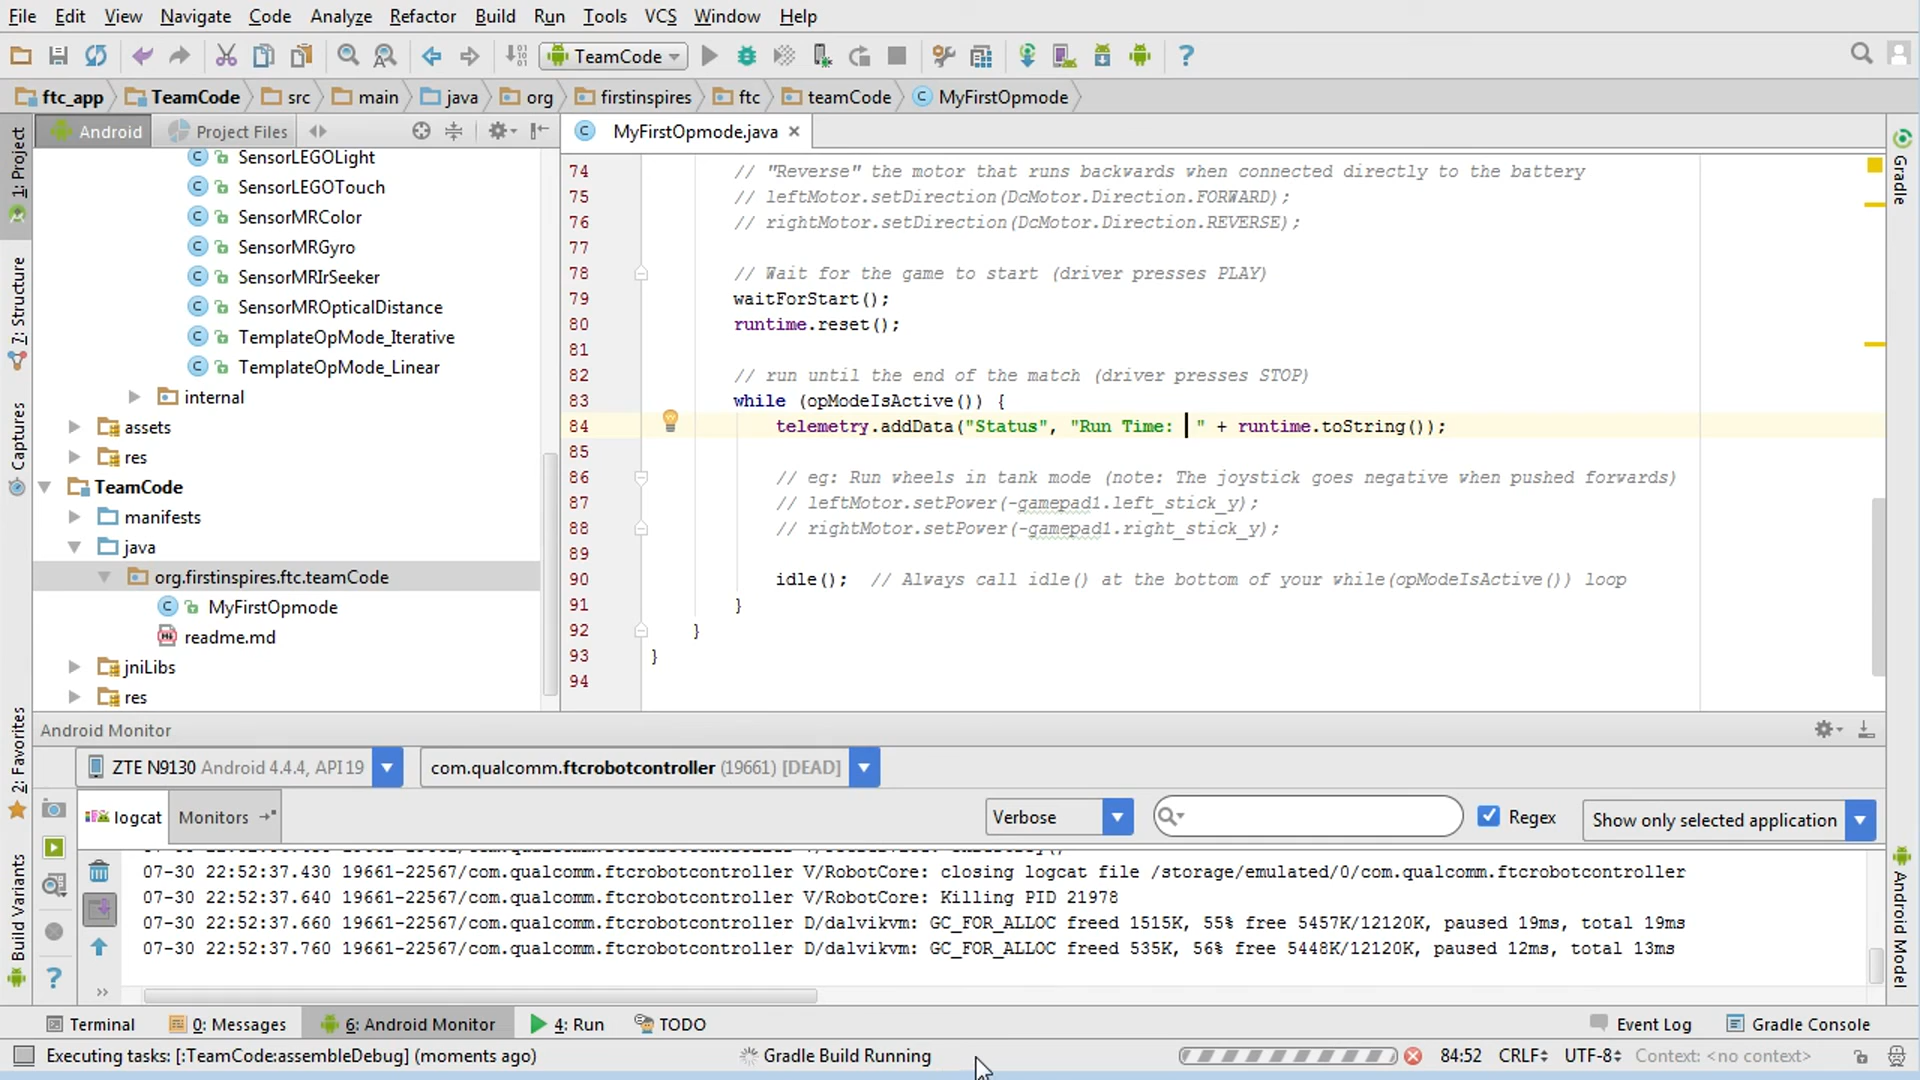 File Edit View Navigate Code Analyze Refactor Build Run Tools VCS Window Help
TeamCode
ftc_app TeamCode src main java org firstinspires ftc teamCode MyFirstOpmode
Android Project Files
MyFirstOpmode.java
1: Project
7: Structure
Captures
2: Favorites
Build Variants
SensorLEGOLight
SensorLEGOTouch
SensorMRColor
SensorMRGyro
SensorMRIrSeeker
SensorMROpticalDistance
TemplateOpMode_Iterative
TemplateOpMode_Linear
internal
assets
res
TeamCode
manifests
java
org.firstinspires.ftc.teamCode
MyFirstOpmode
readme.md
jniLibs
res
74 // "Reverse" the motor that runs backwards when connected directly to the battery
75 // leftMotor.setDirection(DcMotor.Direction.FORWARD);
76 // rightMotor.setDirection(DcMotor.Direction.REVERSE);
77
78 // Wait for the game to start (driver presses PLAY)
79 waitForStart();
80 runtime.reset();
81
82 // run until the end of the match (driver presses STOP)
83 while (opModeIsActive()) {
84 telemetry.addData("Status", "Run Time:  " + runtime.toString());
85
86 // eg: Run wheels in tank mode (note: The joystick goes negative when pushed forwards)
87 // leftMotor.setPower(-gamepad1.left_stick_y);
88 // rightMotor.setPower(-gamepad1.right_stick_y);
89
90 idle(); // Always call idle() at the bottom of your while(opModeIsActive()) loop
91 }
92 }
93 }
94
Gradle
Android Model
Android Monitor
ZTE N9130 Android 4.4.4, API 19 com.qualcomm.ftcrobotcontroller (19661) [DEAD]
logcat Monitors Verbose Regex Show only selected application
07-30 22:52:37.430 19661-22567/com.qualcomm.ftcrobotcontroller V/RobotCore: closing logcat file /storage/emulated/0/com.qualcomm.ftcrobotcontroller
07-30 22:52:37.640 19661-22567/com.qualcomm.ftcrobotcontroller V/RobotCore: Killing PID 21978
07-30 22:52:37.660 19661-22567/com.qualcomm.ftcrobotcontroller D/dalvikvm: GC_FOR_ALLOC freed 1515K, 55% free 5457K/12120K, paused 19ms, total 19ms
07-30 22:52:37.760 19661-22567/com.qualcomm.ftcrobotcontroller D/dalvikvm: GC_FOR_ALLOC freed 535K, 56% free 5448K/12120K, paused 12ms, total 13ms
Terminal 0: Messages 6: Android Monitor 4: Run TODO Event Log Gradle Console
Executing tasks: [:TeamCode:assembleDebug] (moments ago) Gradle Build Running 84:52 CRLF UTF-8 Context: <no context>